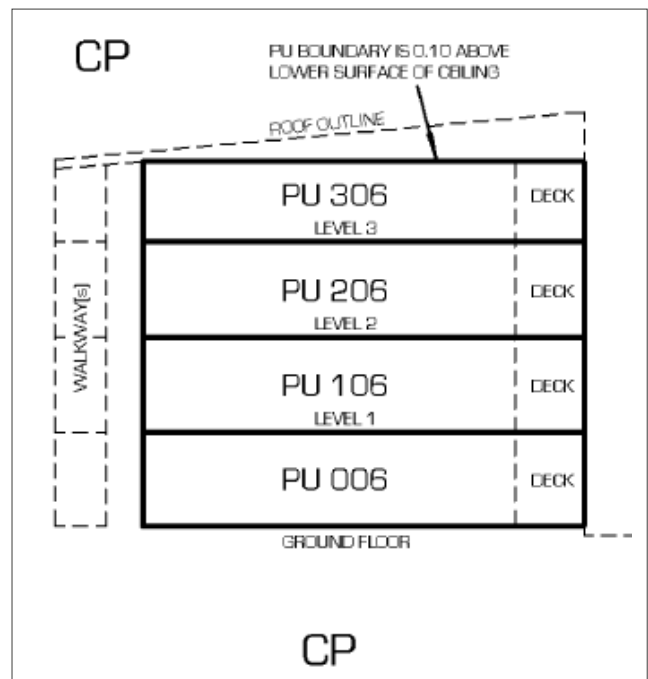 CP
PU BOUNDARY IS 0.10 ABOVE
LOWER SURFACE OF CEILING
ROOF OUTLINE
PU 306
DECK
LEVEL 3
WALKWAY[s]
PU 206
DECK
LEVEL 2
PU 106
DECK
LEVEL 1
PU 006
DECK
GROUND FLOOR
CP